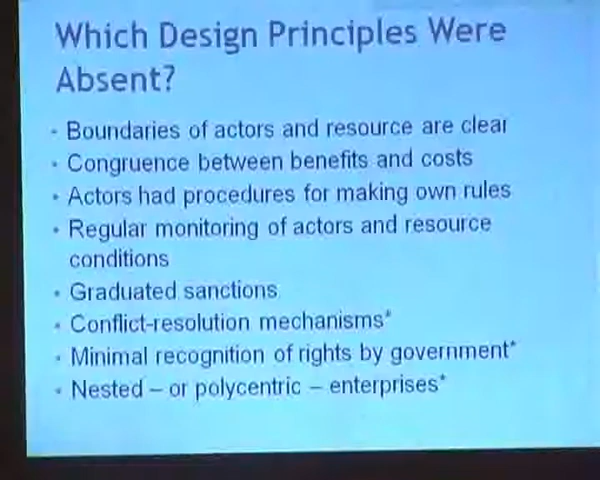 Which Design Principles Were
Absent?
• Boundaries of actors and resource are clear
• Congruence between benefits and costs
• Actors had procedures for making own rules
• Regular monitoring of actors and resource
conditions
• Graduated sanctions
• Conflict-resolution mechanisms*
• Minimal recognition of rights by government*
• Nested – or polycentric – enterprises*